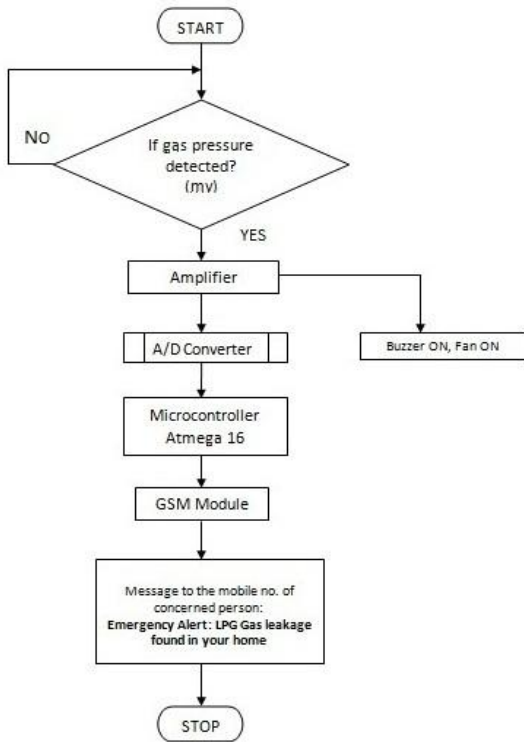 START
No
If gas pressure
detected?
(mv)
YES
Amplifier
A/D Converter
Buzzer ON, Fan ON
Microcontroller
Atmega 16
GSM Module
Message to the mobile no. of
concerned person:
Emergency Alert: LPG Gas leakage
found in your home
STOP